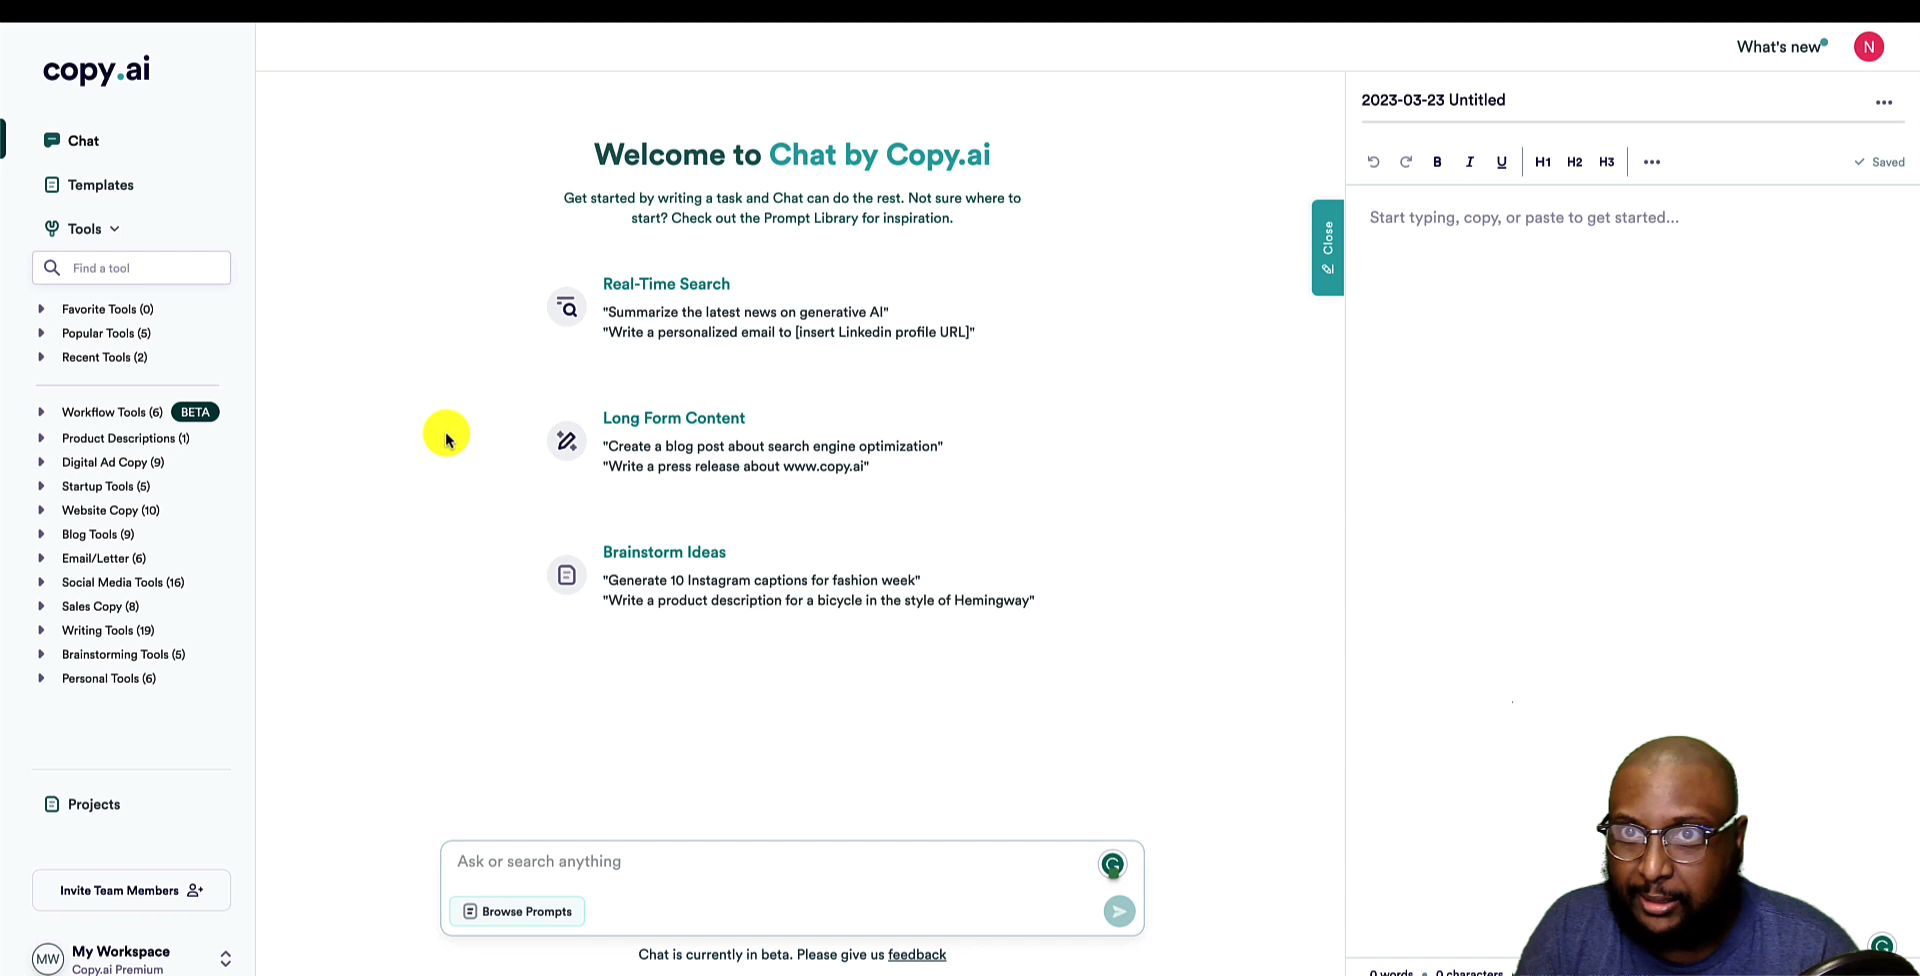 copy.ai
Chat
Templates
Tools
Find a tool
Favorite Tools (0)
Popular Tools (5)
Recent Tools (2)
Workflow Tools (6) BETA
Product Descriptions (1)
Digital Ad Copy (9)
Startup Tools (5)
Website Copy (10)
Blog Tools (9)
Email/Letter (6)
Social Media Tools (16)
Sales Copy (8)
Writing Tools (19)
Brainstorming Tools (5)
Personal Tools (6)
Projects
Invite Team Members
MW
My Workspace
Copy.ai Premium
Welcome to Chat by Copy.ai
Get started by writing a task and Chat can do the rest. Not sure where to
start? Check out the Prompt Library for inspiration.
Real-Time Search
"Summarize the latest news on generative AI"
"Write a personalized email to [insert Linkedin profile URL]"
Long Form Content
"Create a blog post about search engine optimization"
"Write a press release about www.copy.ai"
Brainstorm Ideas
"Generate 10 Instagram captions for fashion week"
"Write a product description for a bicycle in the style of Hemingway"
Ask or search anything
Browse Prompts
Chat is currently in beta. Please give us feedback
What's new
N
Close
2023-03-23 Untitled
B I U H1 H2 H3
Saved
Start typing, copy, or paste to get started...
0 words • 0 characters